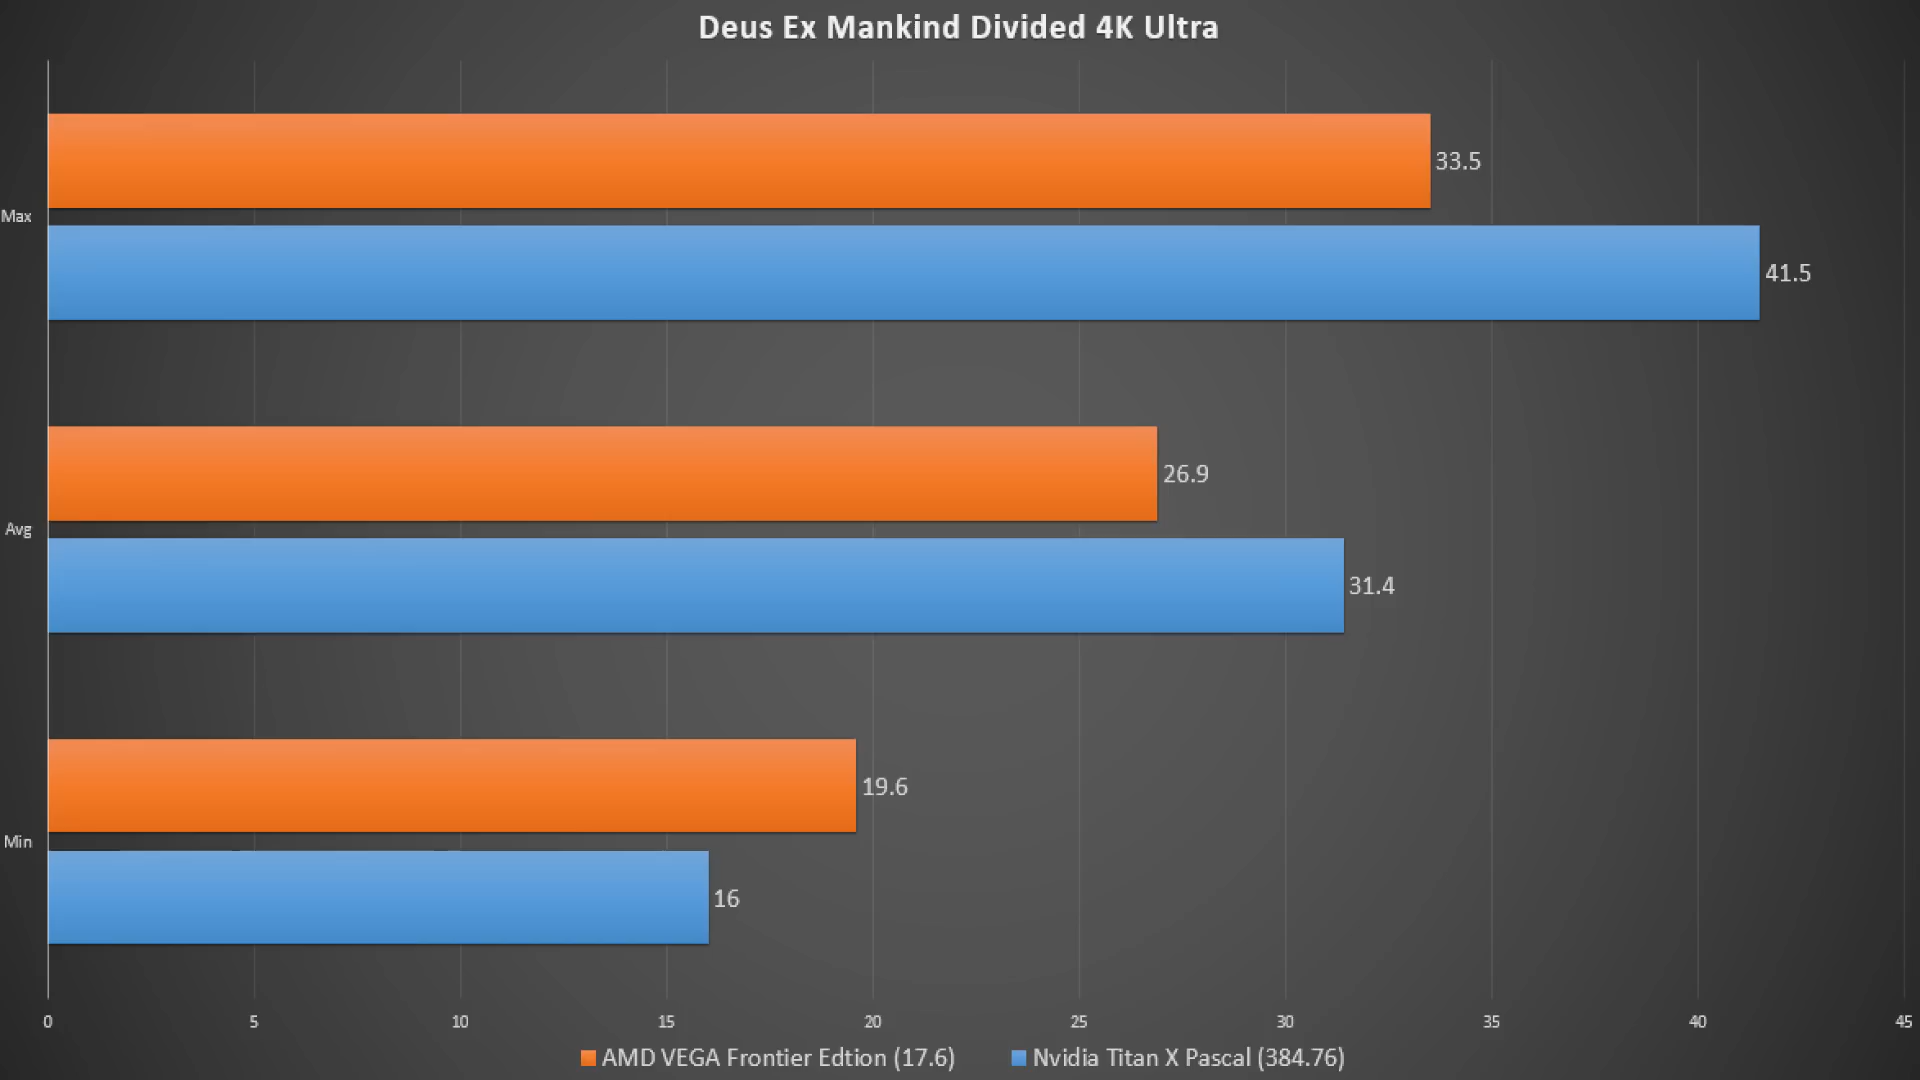 Deus Ex Mankind Divided 4K Ultra
33.5
Max
41.5
26.9
Avg
31.4
19.6
Min
16
0 5 10 15 20 25 30 35 40 45
AMD VEGA Frontier Edtion (17.6) Nvidia Titan X Pascal (384.76)